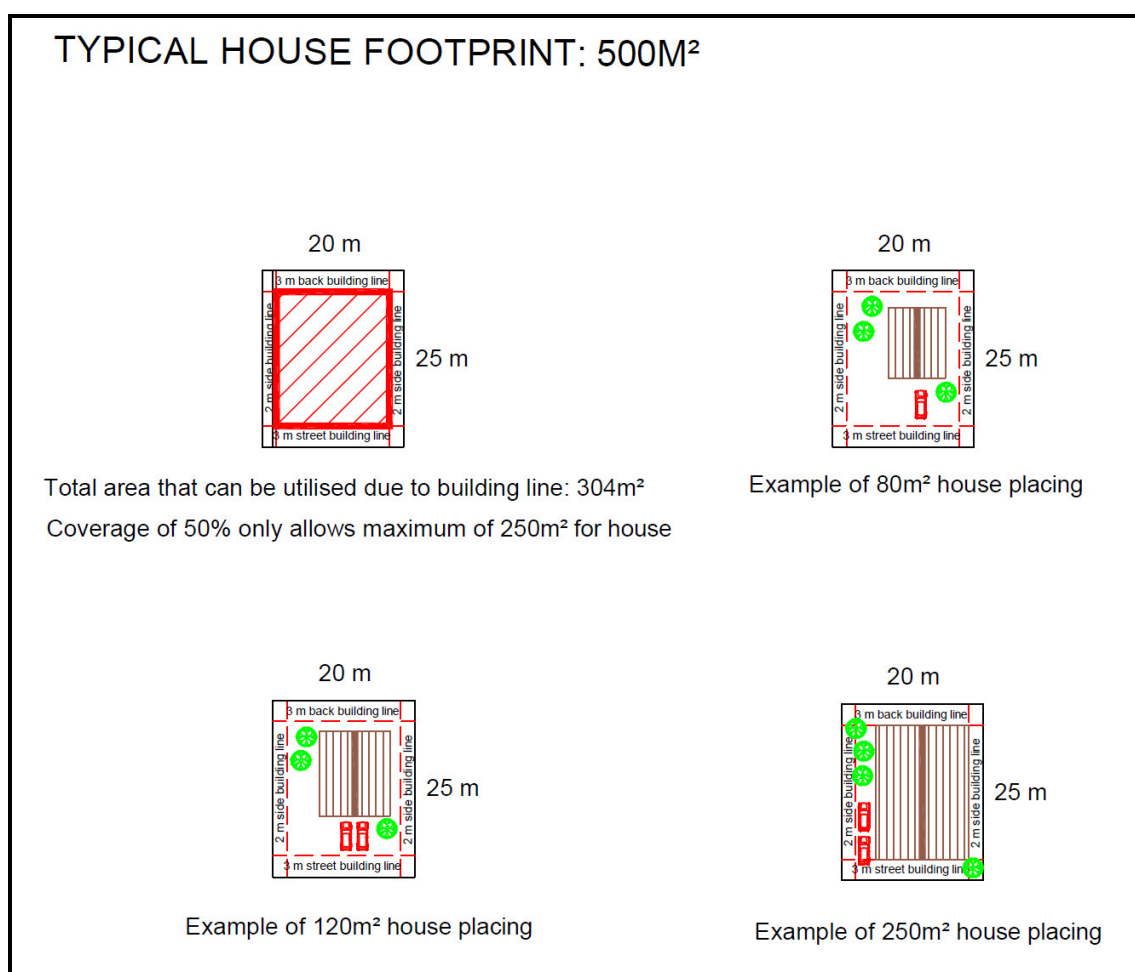 TYPICAL HOUSE FOOTPRINT: 500M²
20 m
3 m back building line
2 m side building line
2 m side building line
25 m
3 m street building line
Total area that can be utilised due to building line: 304m²
Coverage of 50% only allows maximum of 250m² for house
20 m
3 m back building line
2 m side building line
2 m side building line
25 m
3 m street building line
Example of 80m² house placing
20 m
3 m back building line
2 m side building line
2 m side building line
25 m
3 m street building line
Example of 120m² house placing
20 m
3 m back building line
2 m side building line
2 m side building line
25 m
3 m street building line
Example of 250m² house placing